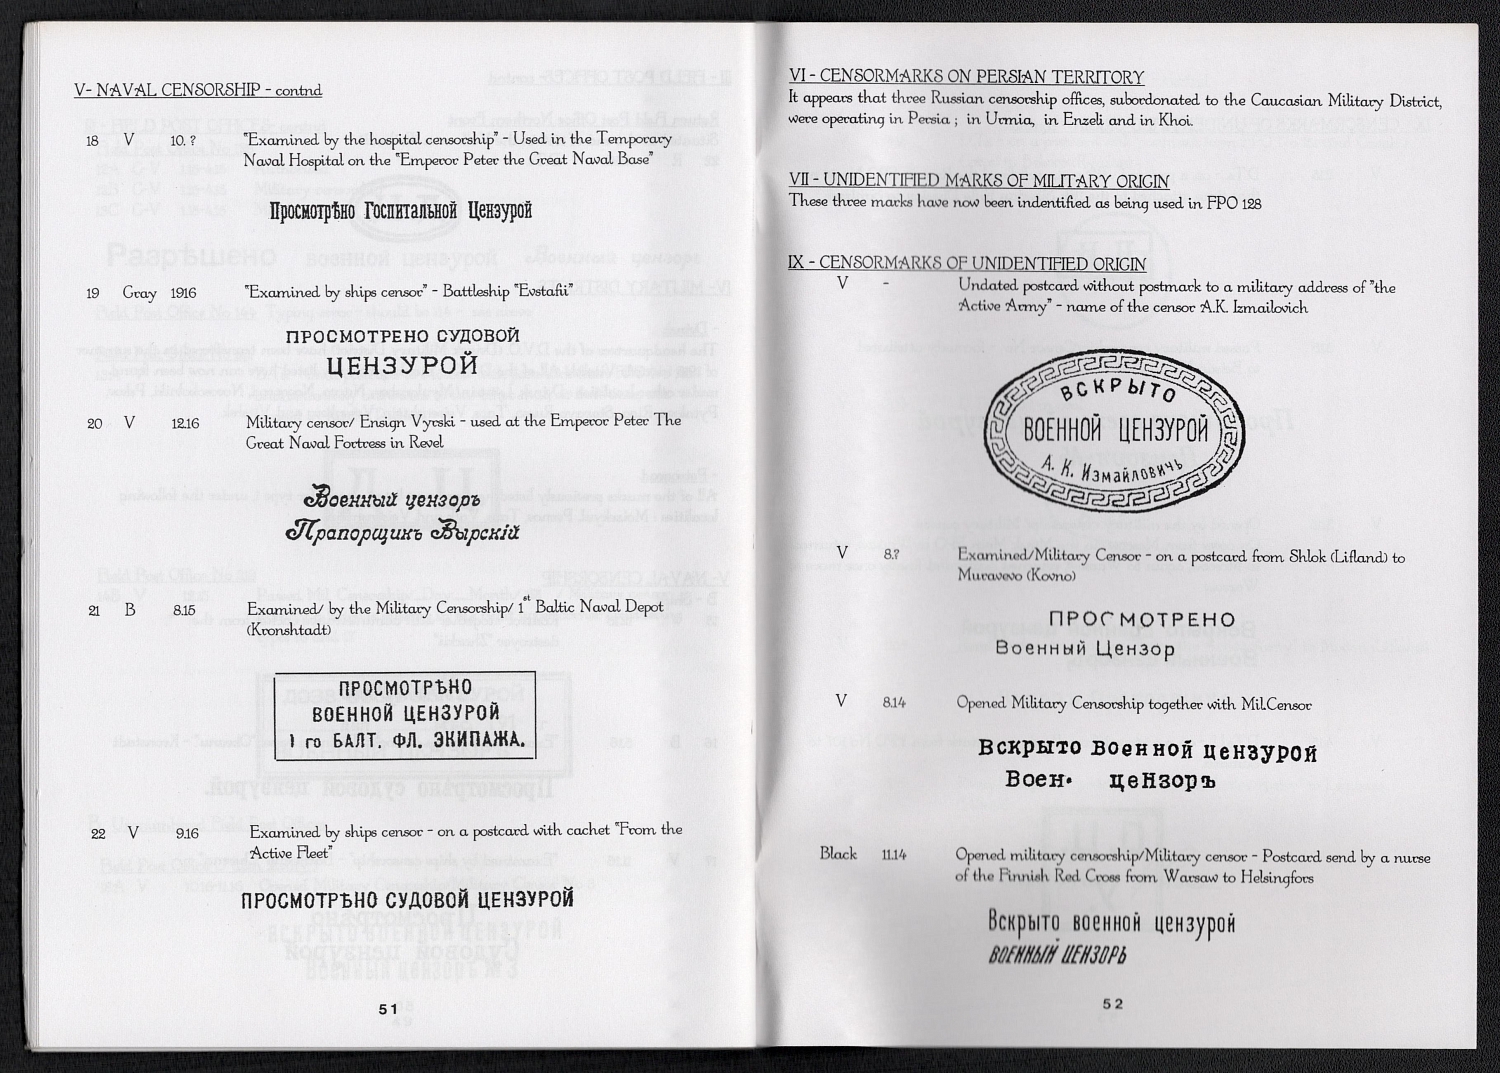 V- NAVAL CENSORSHIP - contnd
18 V 10. ? "Examined by the hospital censorship" - Used in the Temporary
Naval Hospital on the "Emperor Peter the Great Naval Base"
Просмотрѣно Госпитальной Цензурой
19 Gray 1916 "Examined by ships censor" - Battleship "Evstafii"
ПРОСМОТРЕНО СУДОВОЙ
ЦЕНЗУРОЙ
20 V 12.16 Military censor/ Ensign Vyrski - used at the Emperor Peter The
Great Naval Fortress in Revel
Военный цензоръ
Прапорщикъ Вырскiй
21 B 8.15 Examined/ by the Military Censorship/ 1st Baltic Naval Depot
(Kronshtadt)
ПРОСМОТРѢНО
ВОЕННОЙ ЦЕНЗУРОЙ
1 го БАЛТ. ФЛ. ЭКИПАЖА.
22 V 9.16 Examined by ships censor - on a postcard with cachet "From the
Active Fleet"
ПРОСМОТРѢНО СУДОВОЙ ЦЕНЗУРОЙ
51
VI - CENSORMARKS ON PERSIAN TERRITORY
It appears that three Russian censorship offices, subordonated to the Caucasian Military District,
were operating in Persia ; in Urmia, in Enzeli and in Khoi.
VII - UNIDENTIFIED MARKS OF MILITARY ORIGIN
These three marks have now been indentified as being used in FPO 128
IX - CENSORMARKS OF UNIDENTIFIED ORIGIN
V - Undated postcard without postmark to a military address of "the
Active Army" - name of the censor A.K. Izmailovich
ВСКРЫТО
ВОЕННОЙ ЦЕНЗУРОЙ
А. К. Измайловичъ
V 8.? Examined/Military Censor - on a postcard from Shlok (Lifland) to
Muravevo (Kovno)
ПРОСМОТРЕНО
Военный Цензор
V 8.14 Opened Military Censorship together with Mil.Censor
Вскрыто Военной цензурой
Воен. цензоръ
Black 11.14 Opened military censorship/Military censor - Postcard send by a nurse
of the Finnish Red Cross from Warsaw to Helsingfors
Вскрыто военной цензурой
ВОЕННЫЙ ЦЕНЗОРЬ
52